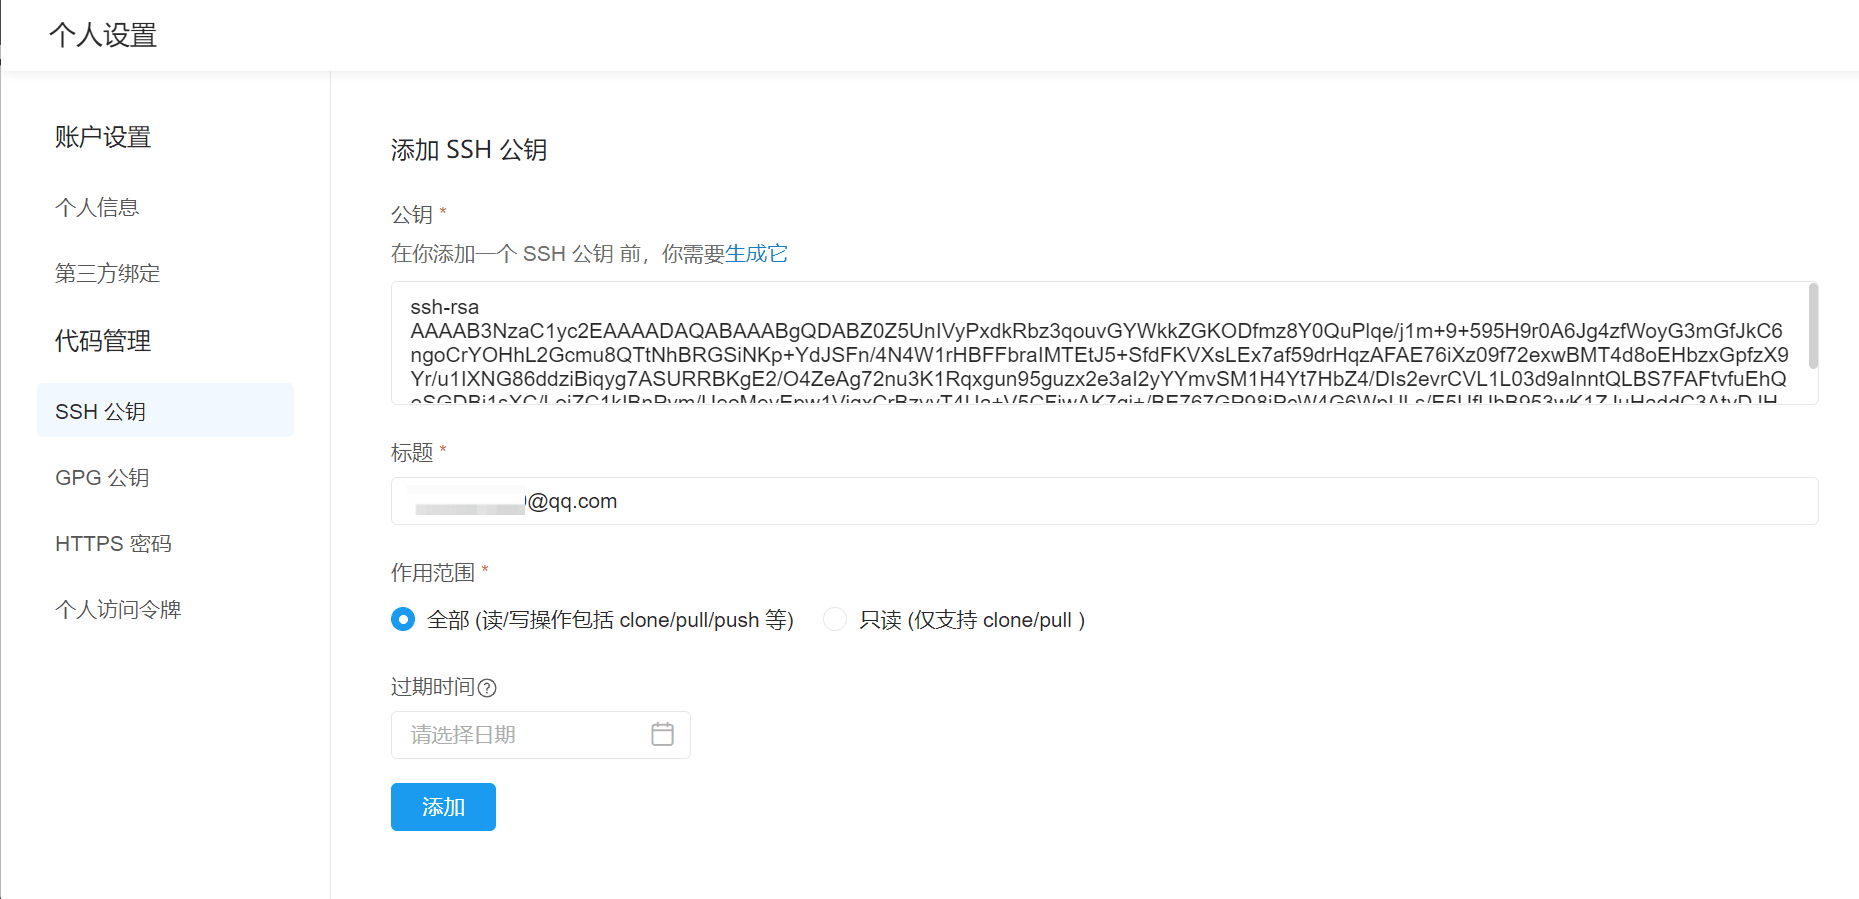 个人设置
账户设置
个人信息
第三方绑定
代码管理
SSH 公钥
GPG 公钥
HTTPS 密码
个人访问令牌
添加 SSH 公钥
公钥 *
在你添加一个 SSH 公钥 前，你需要生成它
ssh-rsa
AAAAB3NzaC1yc2EAAAADAQABAAABgQDABZ0Z5UnIVyPxdkRbz3qouvGYWkkZGKODfmz8Y0QuPlqe/j1m+9+595H9r0A6Jg4zfWoyG3mGfJkC6
ngoCrYOHhL2Gcmu8QTtNhBRGSiNKp+YdJSFn/4N4W1rHBFFbraIMTEtJ5+SfdFKVXsLEx7af59drHqzAFAE76iXz09f72exwBMT4d8oEHbzxGpfzX9
Yr/u1IXNG86ddziBiqyg7ASURRBKgE2/O4ZeAg72nu3K1Rqxgun95guzx2e3aI2yYYmvSM1H4Yt7HbZ4/DIs2evrCVL1L03d9aInntQLBS7FAFtvfuEhQ
标题 *
@qq.com
作用范围 *
全部 (读/写操作包括 clone/pull/push 等)
只读 (仅支持 clone/pull )
过期时间
请选择日期
添加